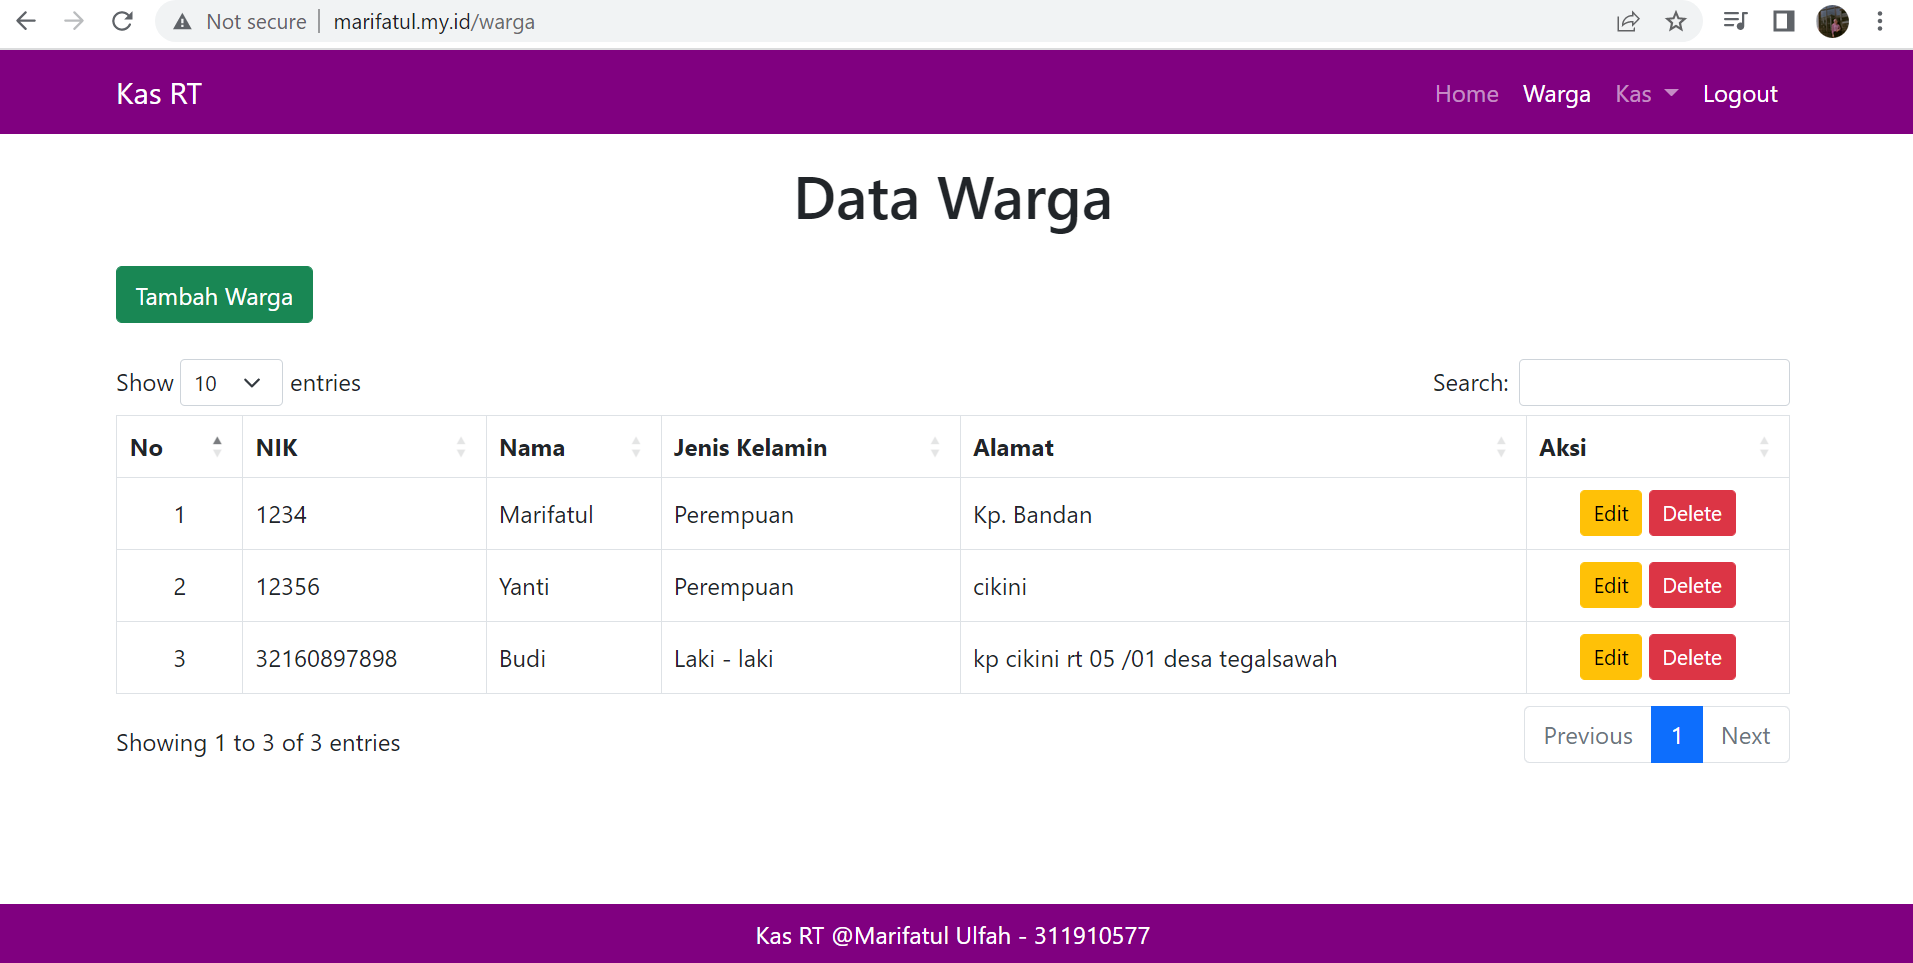 Not secure | marifatul.my.id/warga
Kas RT Home Warga Kas Logout
Data Warga
Tambah Warga
Show 10 entries Search:
No NIK Nama Jenis Kelamin Alamat Aksi
1 1234 Marifatul Perempuan Kp. Bandan Edit Delete
2 12356 Yanti Perempuan cikini Edit Delete
3 32160897898 Budi Laki - laki kp cikini rt 05 /01 desa tegalsawah Edit Delete
Showing 1 to 3 of 3 entries Previous 1 Next
Kas RT @Marifatul Ulfah - 311910577